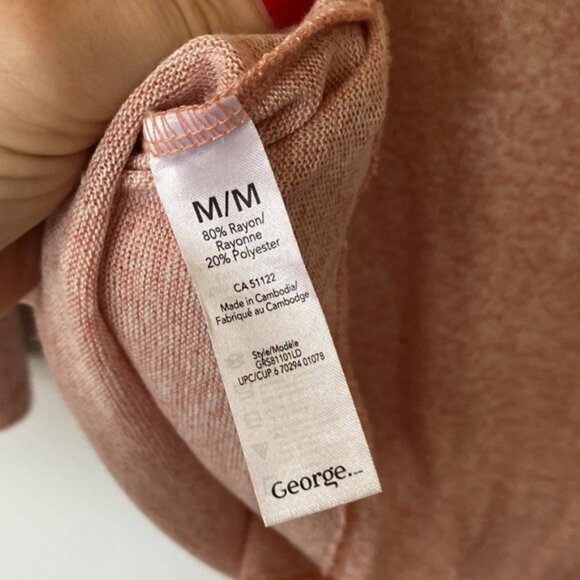 M/M
80% Rayon/
Rayonne
20% Polyester
CA 51122
Made in Cambodia/
Fabriqué au Cambodge
Style/Modèle
GRS81101LD
UPC/CUP 6 70294 01078
George.